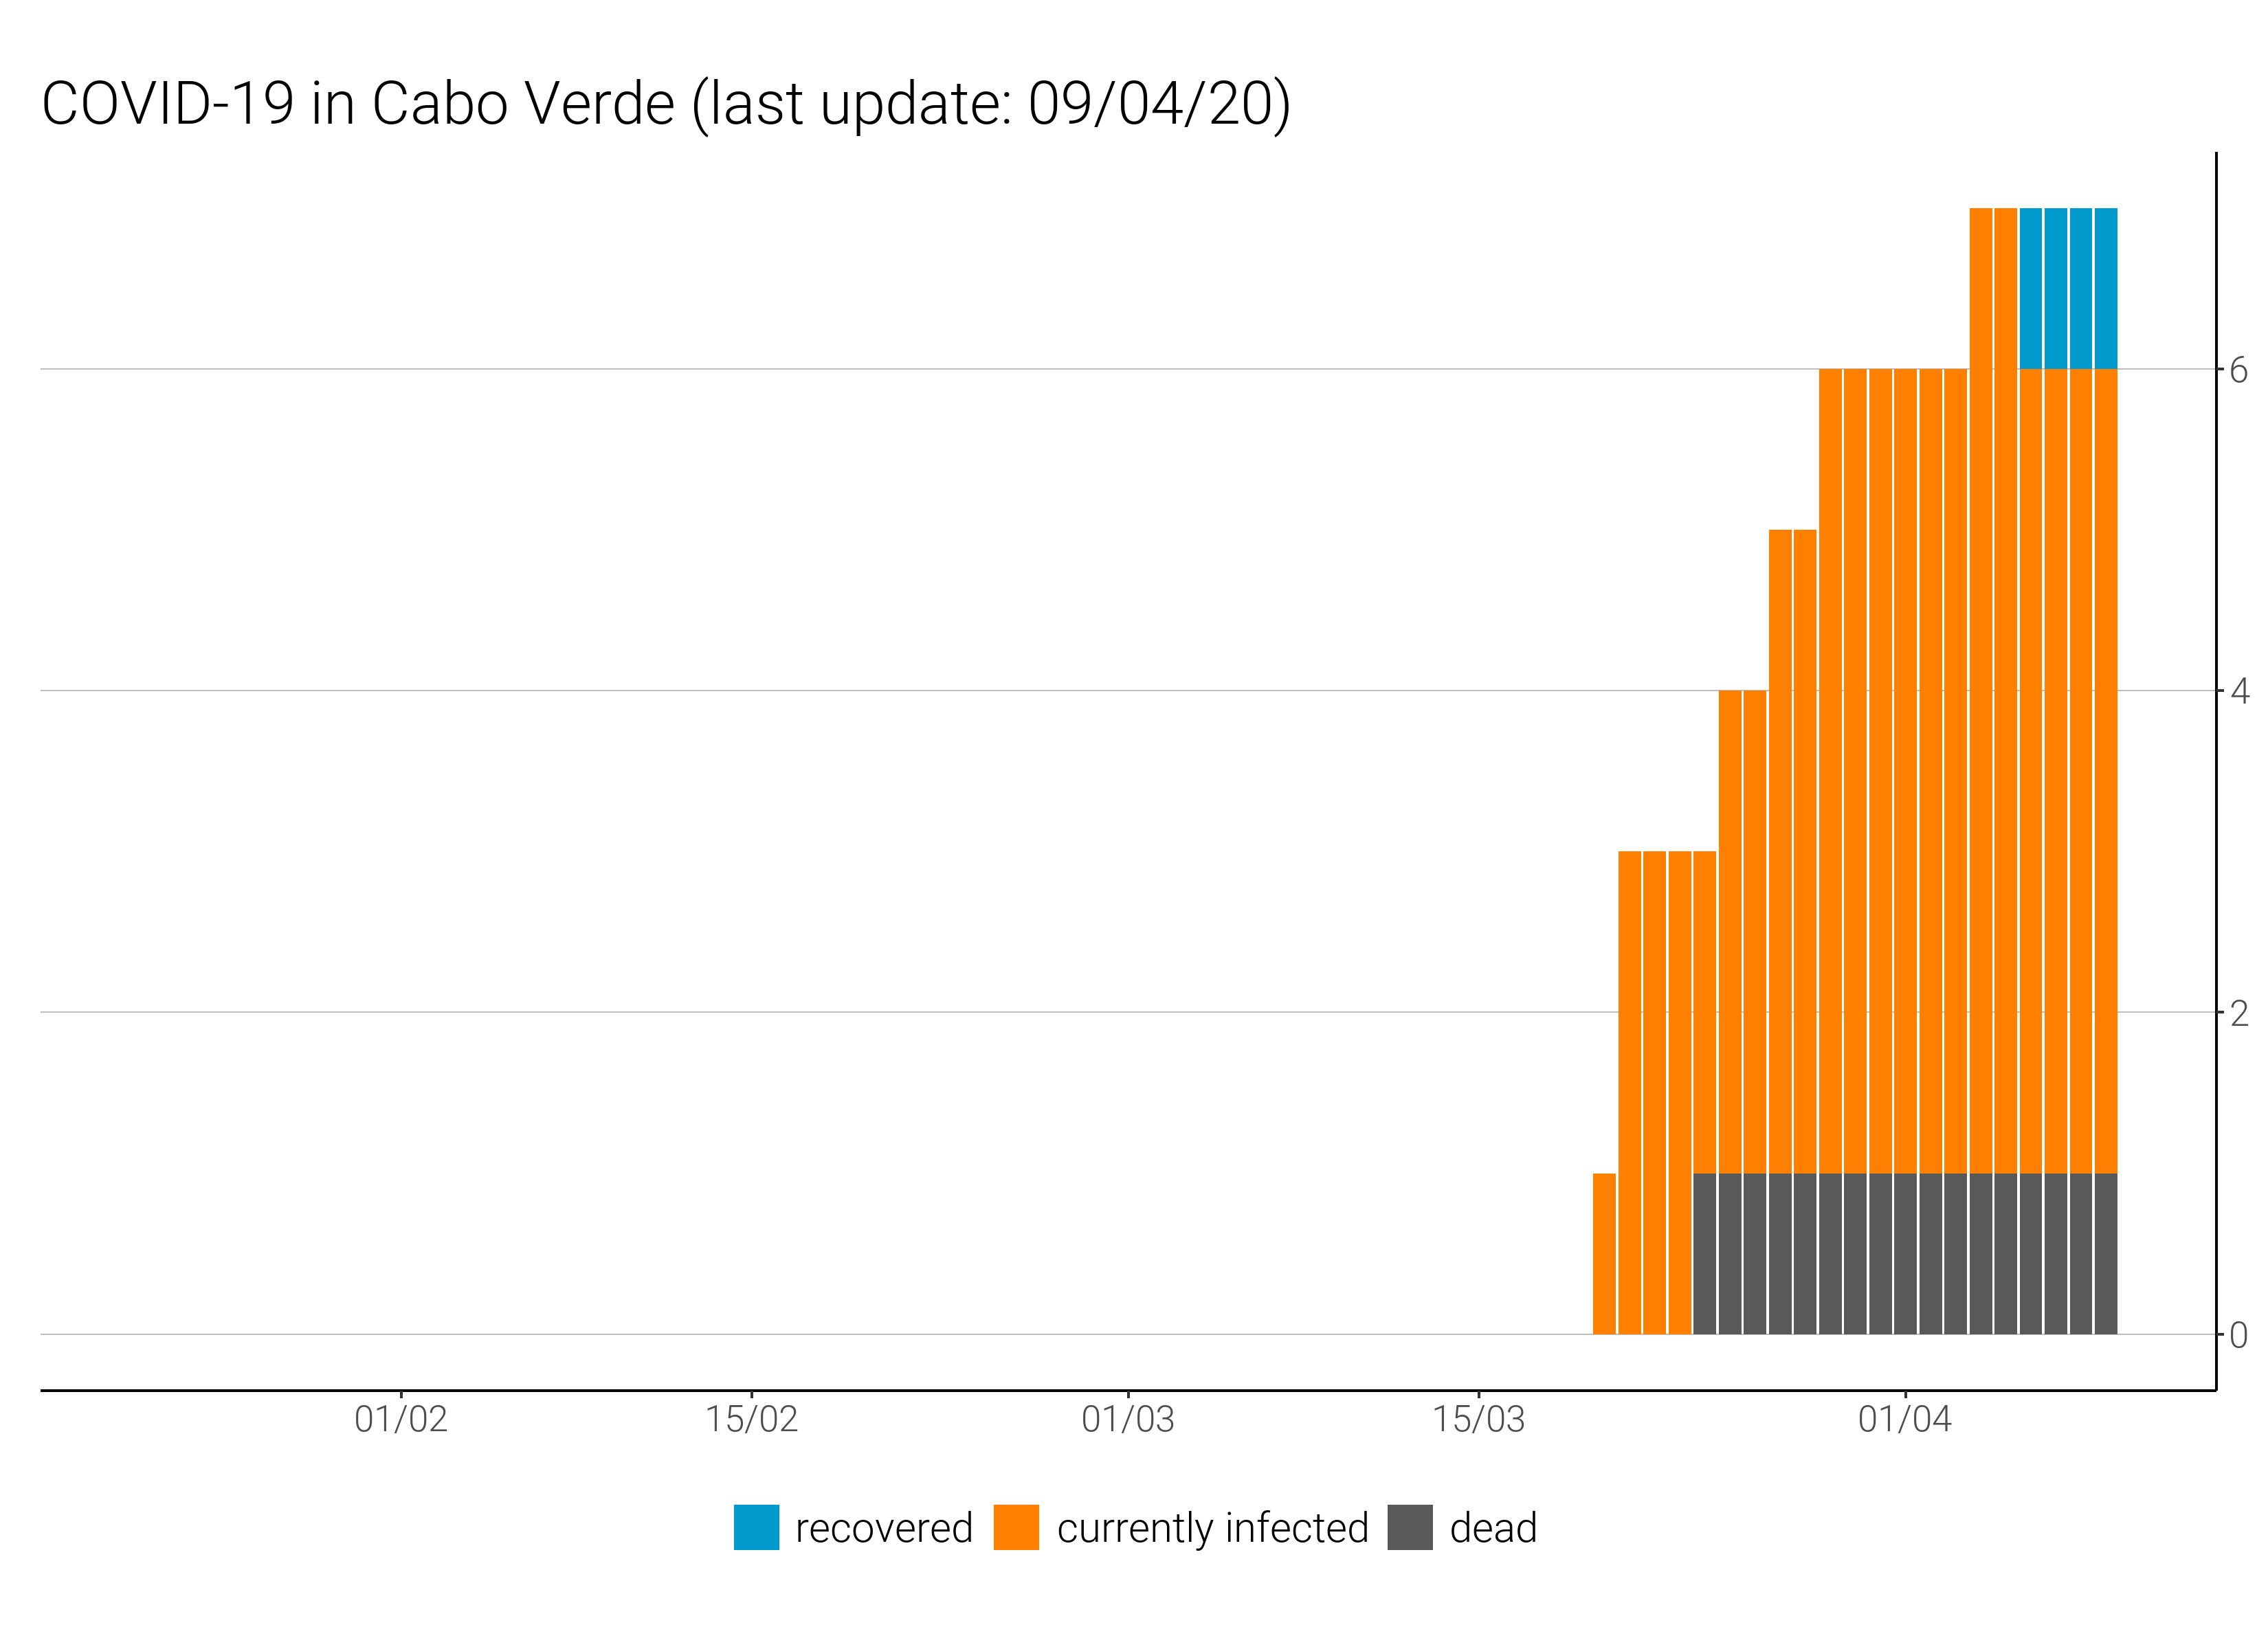 COVID-19 in Cabo Verde (last update: 09/04/20)
6
4
2
0
01/02 15/02 01/03 15/03 01/04
recovered currently infected dead